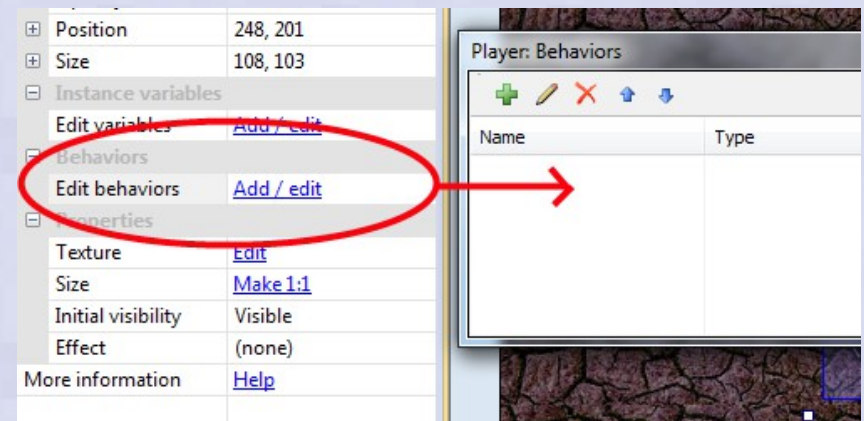 Position 248, 201
Size 108, 103
Instance variables
Edit variables Add / edit
Behaviors
Edit behaviors Add / edit
Properties
Texture Edit
Size Make 1:1
Initial visibility Visible
Effect (none)
More information Help
Player: Behaviors
Name Type